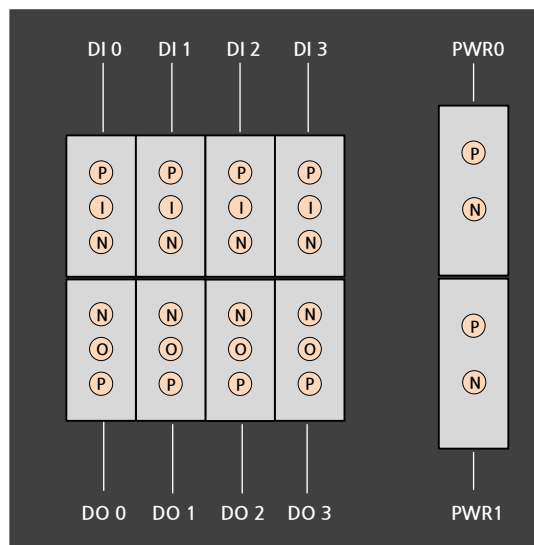 DI 0 DI 1 DI 2 DI 3 PWR0
P P P P P
I I I I N
N N N N
N N N N P
O O O O
P P P P N
DO 0 DO 1 DO 2 DO 3 PWR1